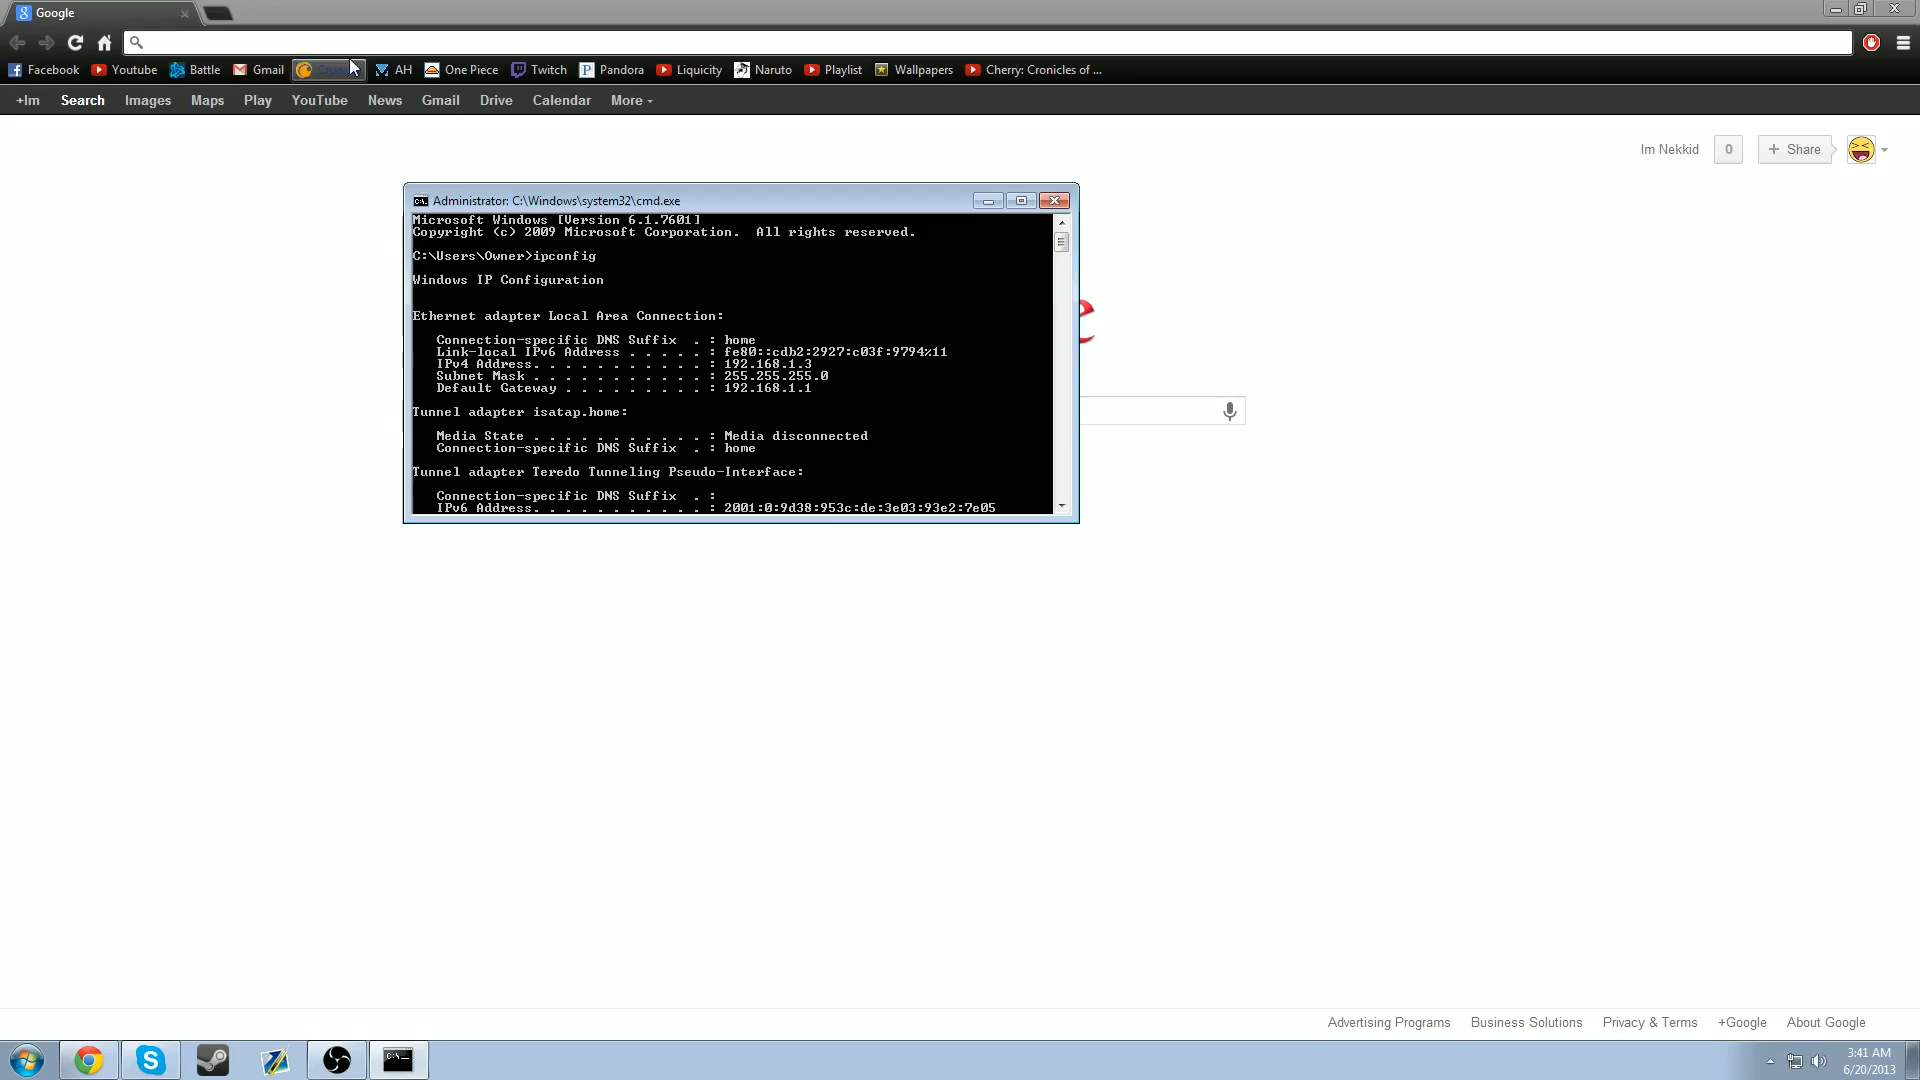 Google
Facebook Youtube Battle Gmail AH One Piece Twitch Pandora Liquicity Naruto Playlist Wallpapers Cherry: Cronicles of ...
+Im Search Images Maps Play YouTube News Gmail Drive Calendar More
Im Nekkid 0 + Share
Administrator: C:\Windows\system32\cmd.exe
Microsoft Windows [Version 6.1.7601]
Copyright (c) 2009 Microsoft Corporation.  All rights reserved.
C:\Users\Owner>ipconfig
Windows IP Configuration
Ethernet adapter Local Area Connection:
Connection-specific DNS Suffix  . : home
Link-local IPv6 Address . . . . . : fe80::cdb2:2927:c03f:9794%11
IPv4 Address. . . . . . . . . . . : 192.168.1.3
Subnet Mask . . . . . . . . . . . : 255.255.255.0
Default Gateway . . . . . . . . . : 192.168.1.1
Tunnel adapter isatap.home:
Media State . . . . . . . . . . . : Media disconnected
Connection-specific DNS Suffix  . : home
Tunnel adapter Teredo Tunneling Pseudo-Interface:
Connection-specific DNS Suffix  . :
IPv6 Address. . . . . . . . . . . : 2001:0:9d38:953c:de:3e03:93e2:7e05
e
Advertising Programs Business Solutions Privacy & Terms +Google About Google
3:41 AM
6/20/2013